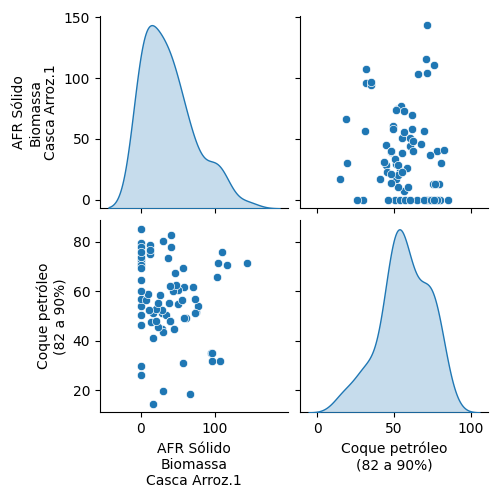 150
100
50
0
AFR Sólido
Biomassa
Casca Arroz.1
80
60
40
20
Coque petróleo
(82 a 90%)
0 100
AFR Sólido
Biomassa
Casca Arroz.1
0 50 100
Coque petróleo
(82 a 90%)